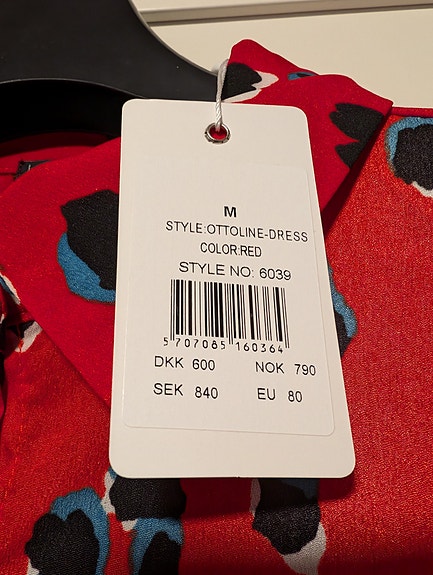 M
STYLE:OTTOLINE-DRESS
COLOR:RED
STYLE NO: 6039
5 707085 160364
DKK 600 NOK 790
SEK 840 EU 80